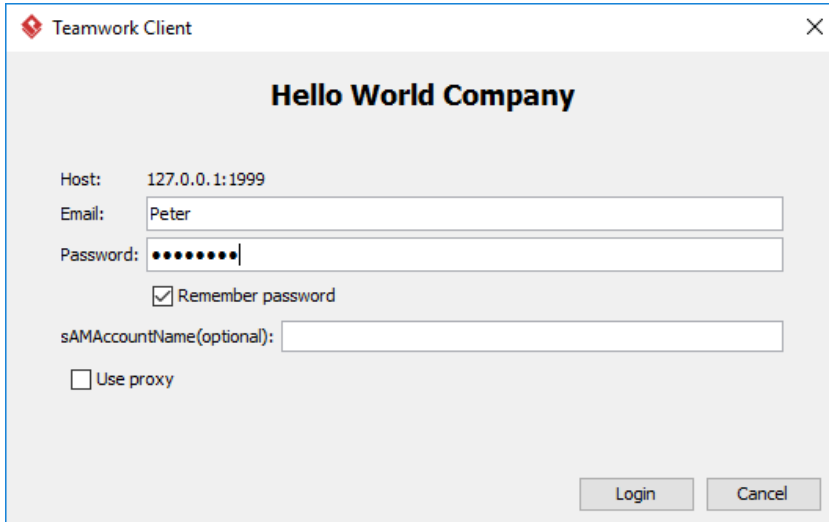 Teamwork Client
Hello World Company
Host: 127.0.0.1:1999
Email: Peter
Password: ••••••••
Remember password
sAMAccountName(optional):
Use proxy
Login Cancel